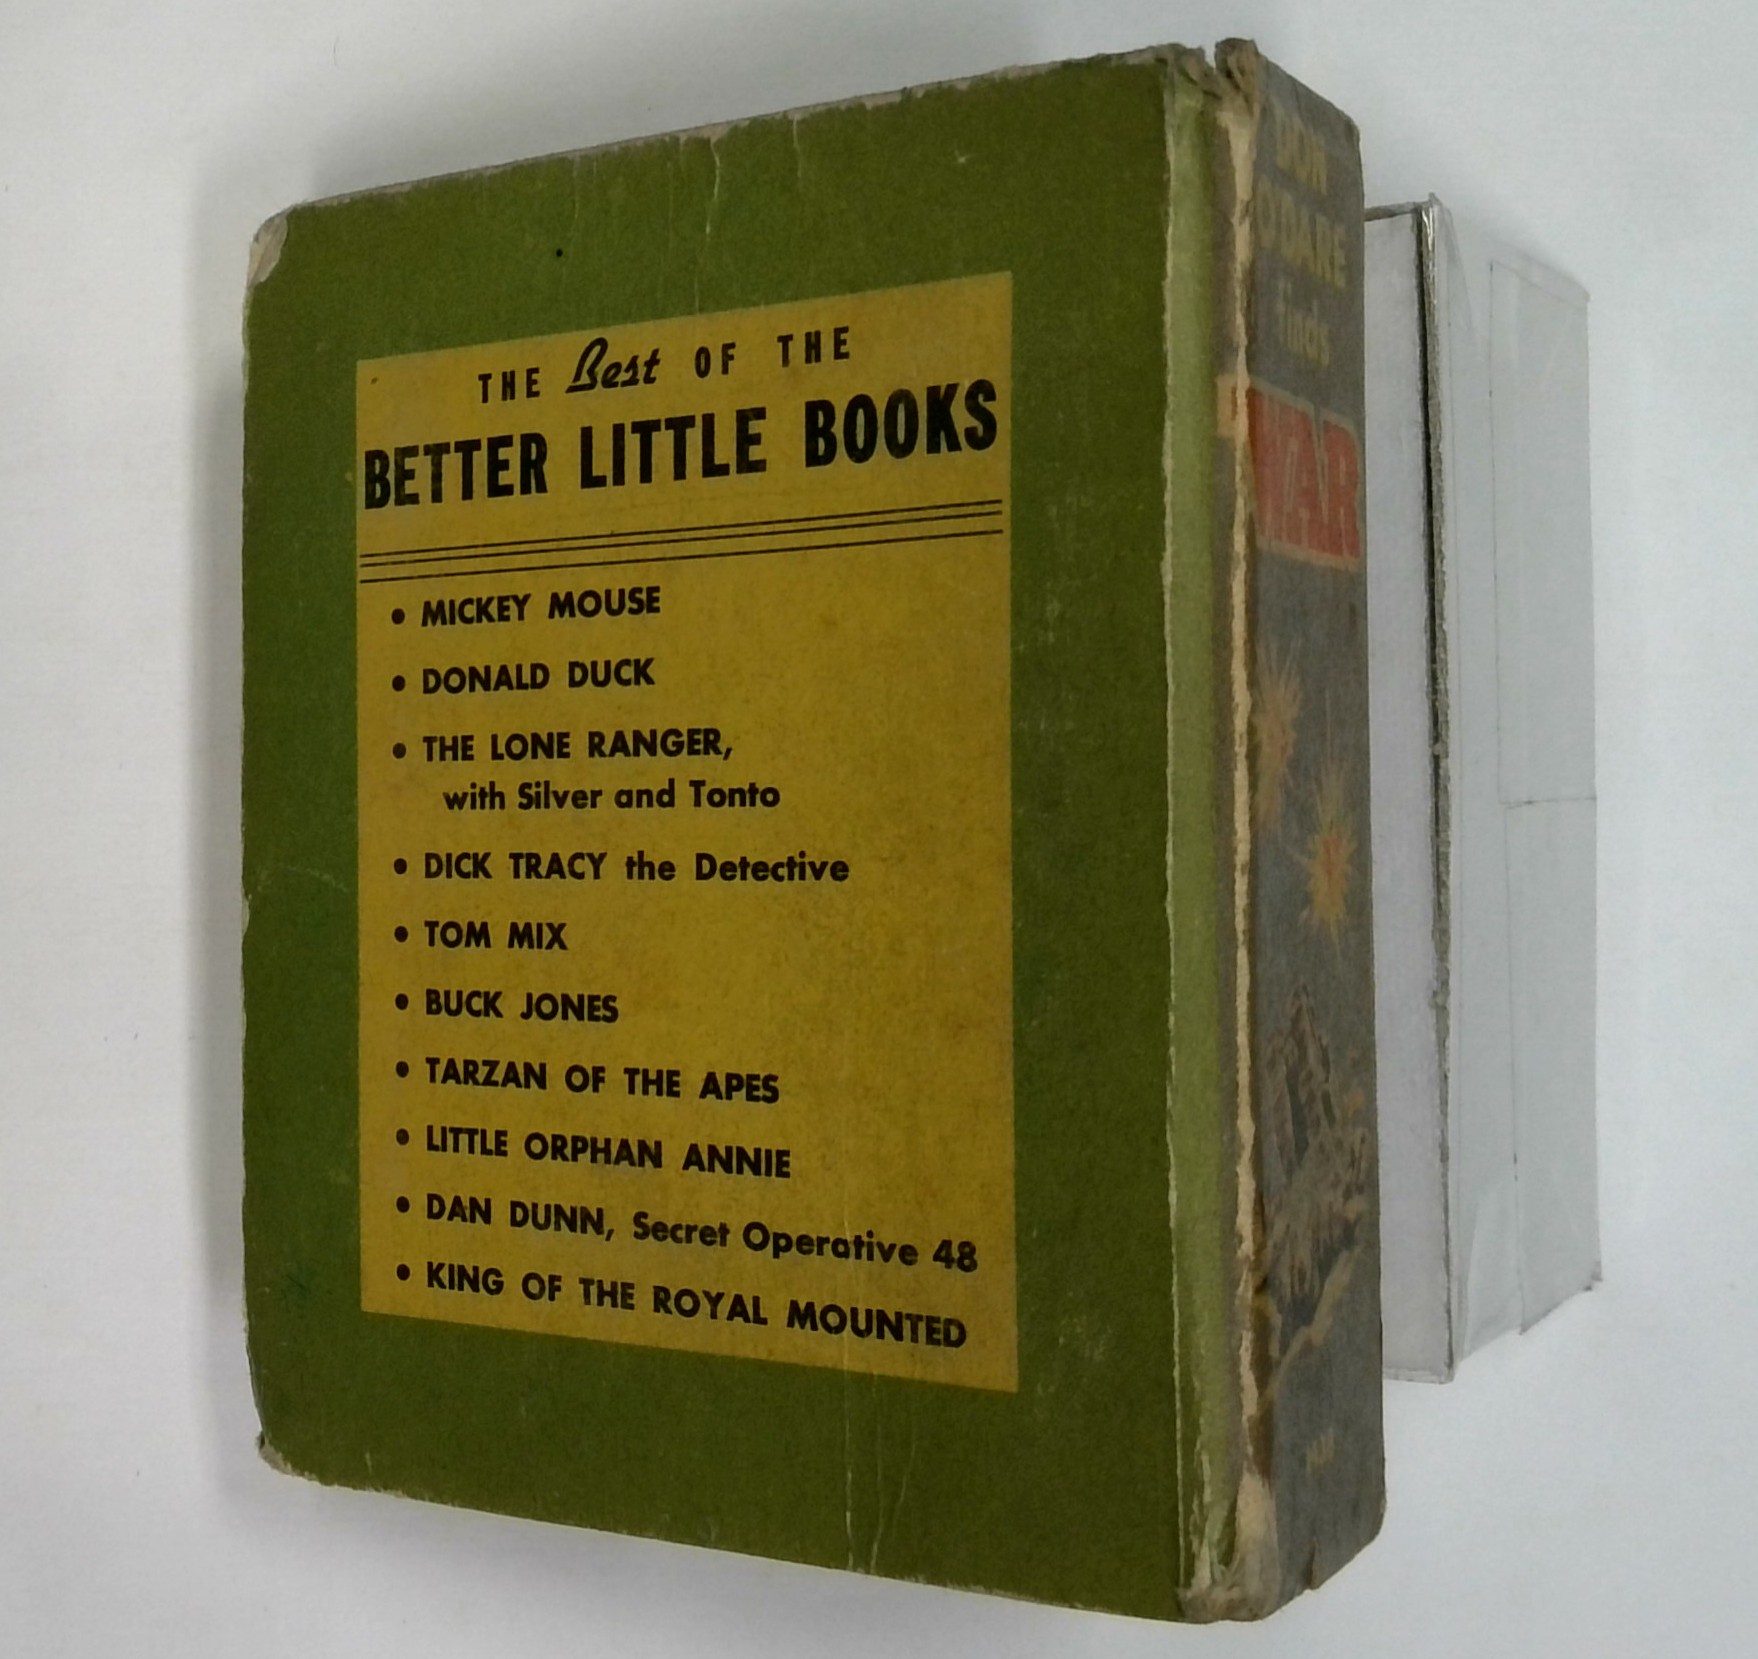 THE Best OF THE
BETTER LITTLE BOOKS
• MICKEY MOUSE
• DONALD DUCK
• THE LONE RANGER,
with Silver and Tonto
• DICK TRACY the Detective
• TOM MIX
• BUCK JONES
• TARZAN OF THE APES
• LITTLE ORPHAN ANNIE
• DAN DUNN, Secret Operative 48
• KING OF THE ROYAL MOUNTED
DON
O'DARE
finds
WAR